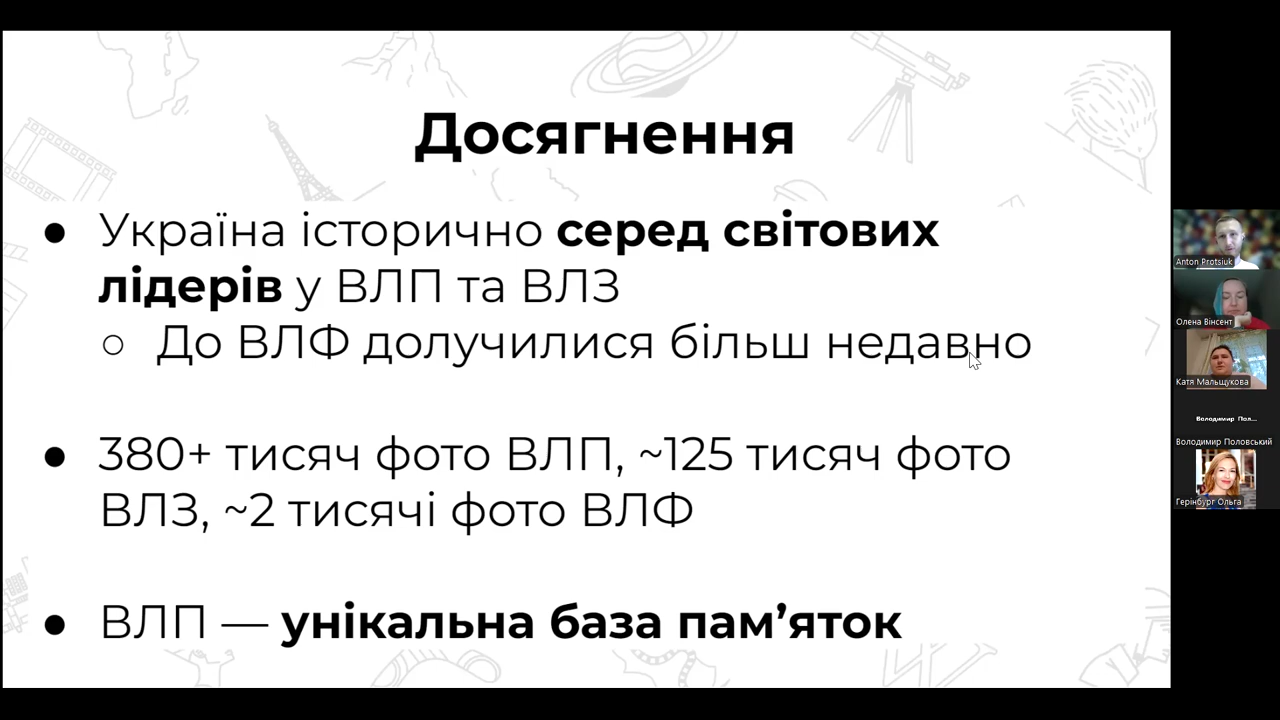 Досягнення
● Україна історично серед світових
лідерів у ВЛП та ВЛЗ
○ До ВЛФ долучилися більш недавно
● 380+ тисяч фото ВЛП, ~125 тисяч фото
ВЛЗ, ~2 тисячі фото ВЛФ
● ВЛП — унікальна база пам’яток
Anton Protsiuk
Олена Вінсент
Катя Мальщукова
Володимир Пол...
Володимир Половський
Герінбург Ольга